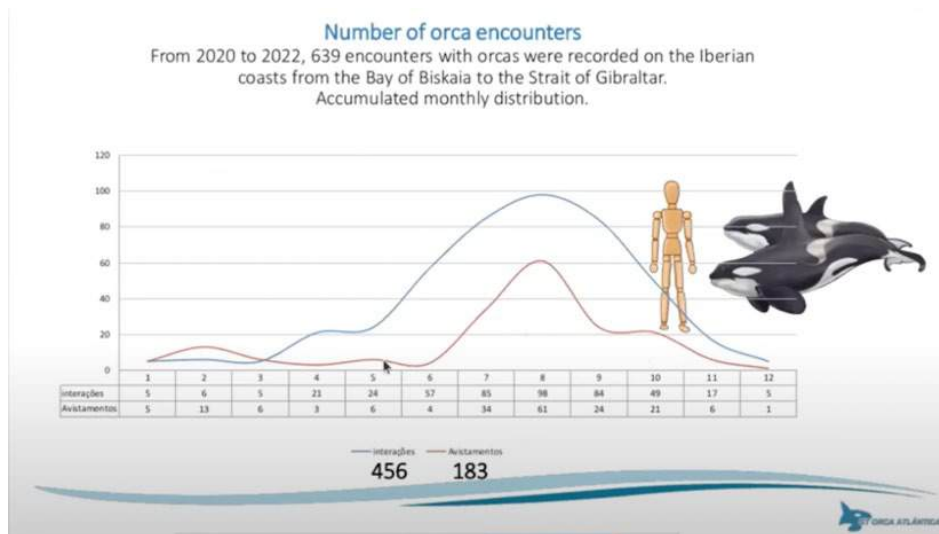 Number of orca encounters
From 2020 to 2022, 639 encounters with orcas were recorded on the Iberian
coasts from the Bay of Biskaia to the Strait of Gibraltar.
Accumulated monthly distribution.
120
100
80
60
40
20
0
1 2 3 4 5 6 7 8 9 10 11 12
interações 5 6 5 21 24 57 85 98 84 49 17 5
Avistamentos 5 13 6 3 6 4 34 61 24 21 6 1
interações Avistamentos
456 183
ORCA ATLÁNTICA